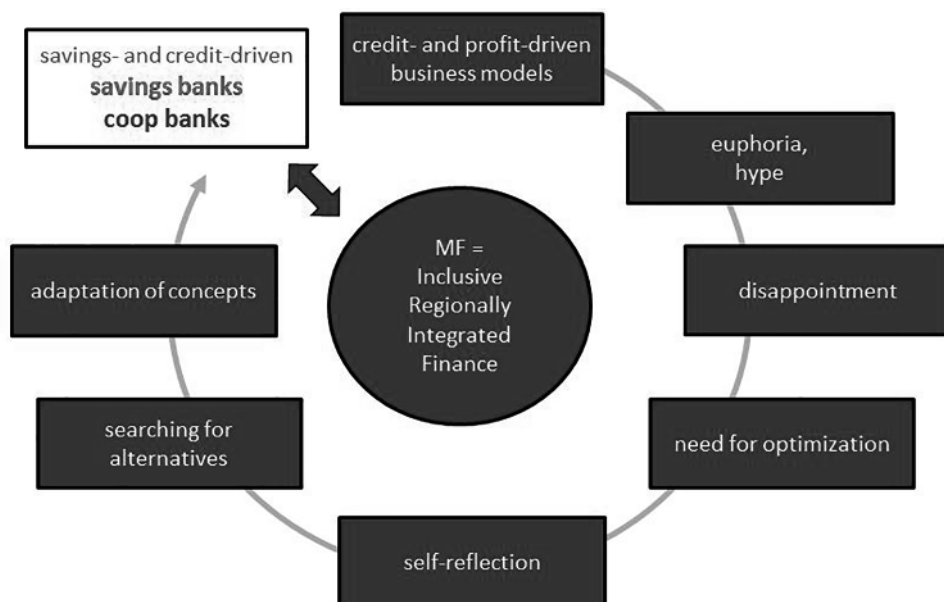 savings- and credit-driven
savings banks
coop banks
credit- and profit-driven
business models
euphoria,
hype
disappointment
need for optimization
self-reflection
searching for
alternatives
adaptation of concepts
MF =
Inclusive
Regionally
Integrated
Finance